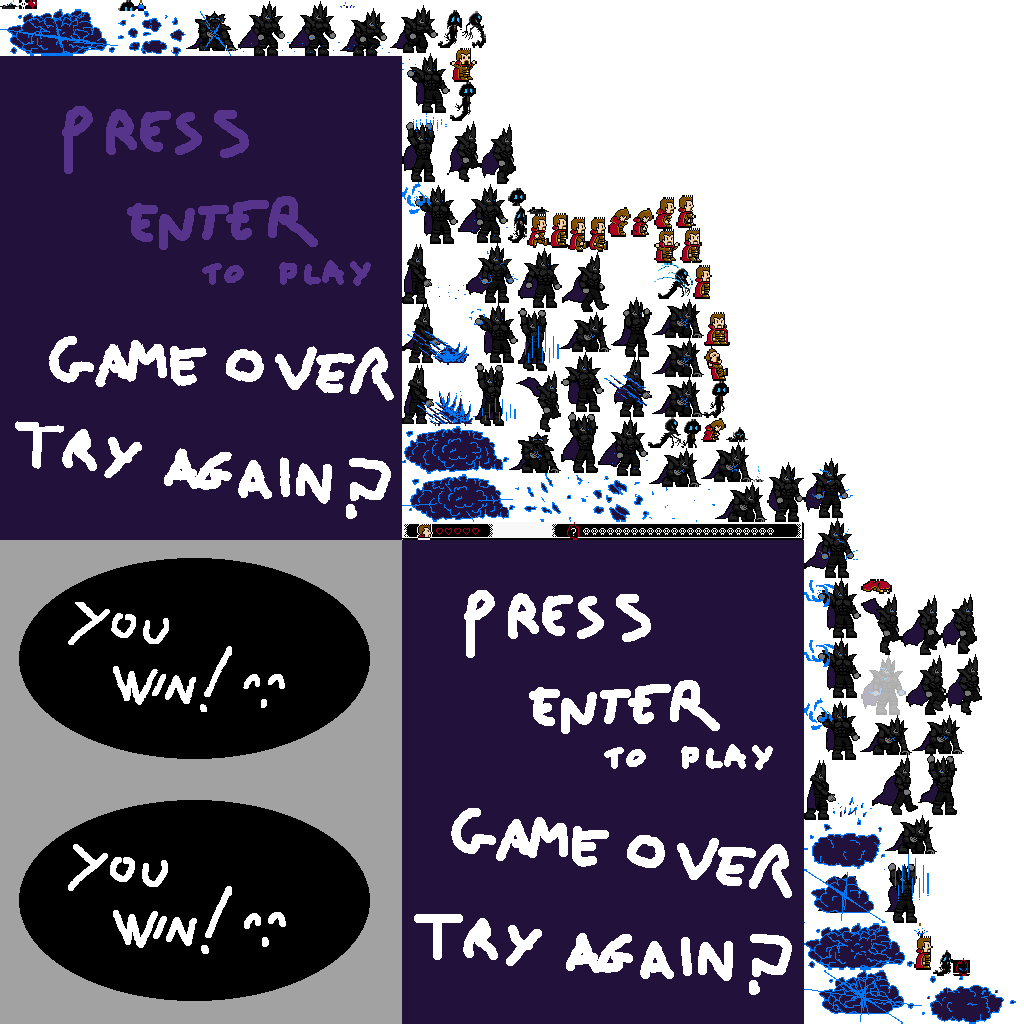 PRESS
ENTER
TO PLAY
GAME OVER
TRY AGAIN?
YOU
WIN! ^.^
YOU
WIN! ^.^
?
PRESS
ENTER
TO PLAY
GAME OVER
TRY AGAIN?